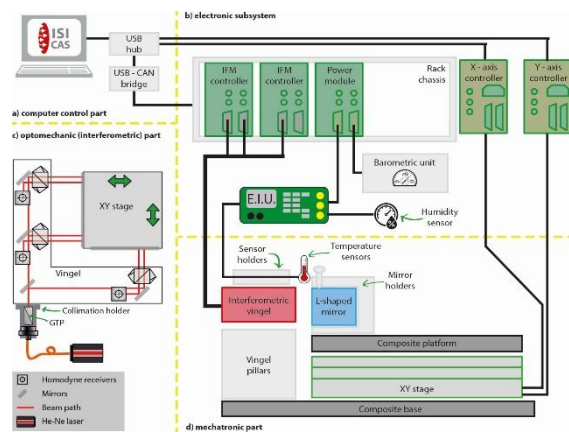 ISI
CAS
USB
hub
USB - CAN
bridge
a) computer control part
b) electronic subsystem
IFM
controller
IFM
controller
Power
module
Rack
chassis
X - axis
controller
Y - axis
controller
Barometric unit
E.I.U.
Humidity
sensor
c) optomechanic (interferometric) part
XY stage
Vingel
Collimation holder
GTP
Homodyne receivers
Mirrors
Beam path
He-Ne laser
Sensor
holders
Temperature
sensors
Mirror
holders
Interferometric
vingel
L-shaped
mirror
Composite platform
Vingel
pillars
XY stage
Composite base
d) mechatronic part